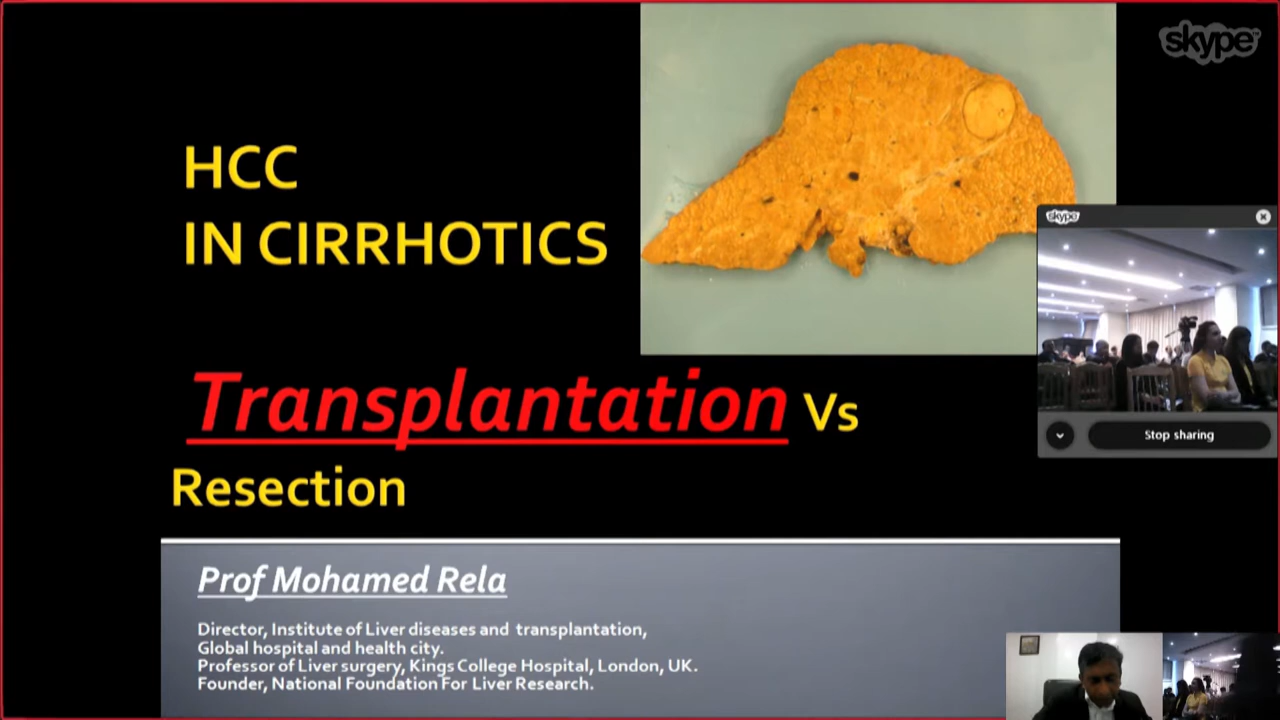 skype
HCC
IN CIRRHOTICS
skype
Transplantation Vs
Stop sharing
Resection
Prof Mohamed Rela
Director, Institute of Liver diseases and transplantation,
Global hospital and health city.
Professor of Liver surgery, Kings College Hospital, London, UK.
Founder, National Foundation For Liver Research.